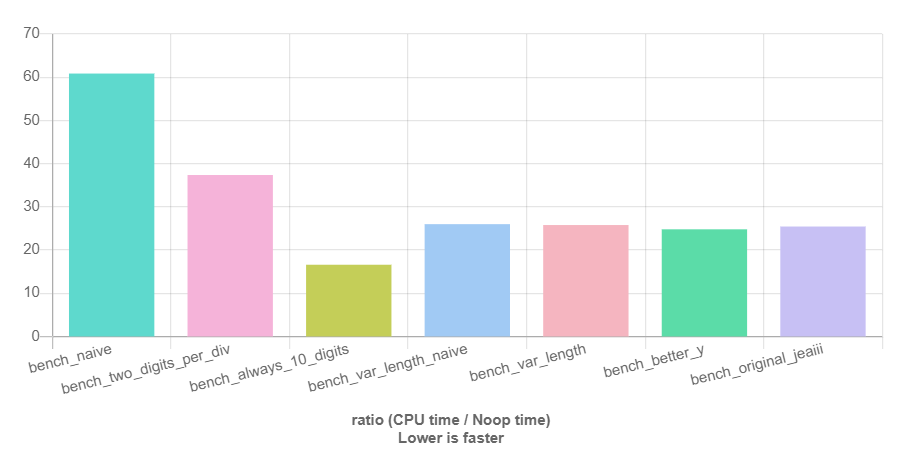 70
60
50
40
30
20
10
0
bench_naive
bench_two_digits_per_div
bench_always_10_digits
bench_var_length_naive
bench_var_length
bench_better_y
bench_original_jeaiii
ratio (CPU time / Noop time)
Lower is faster